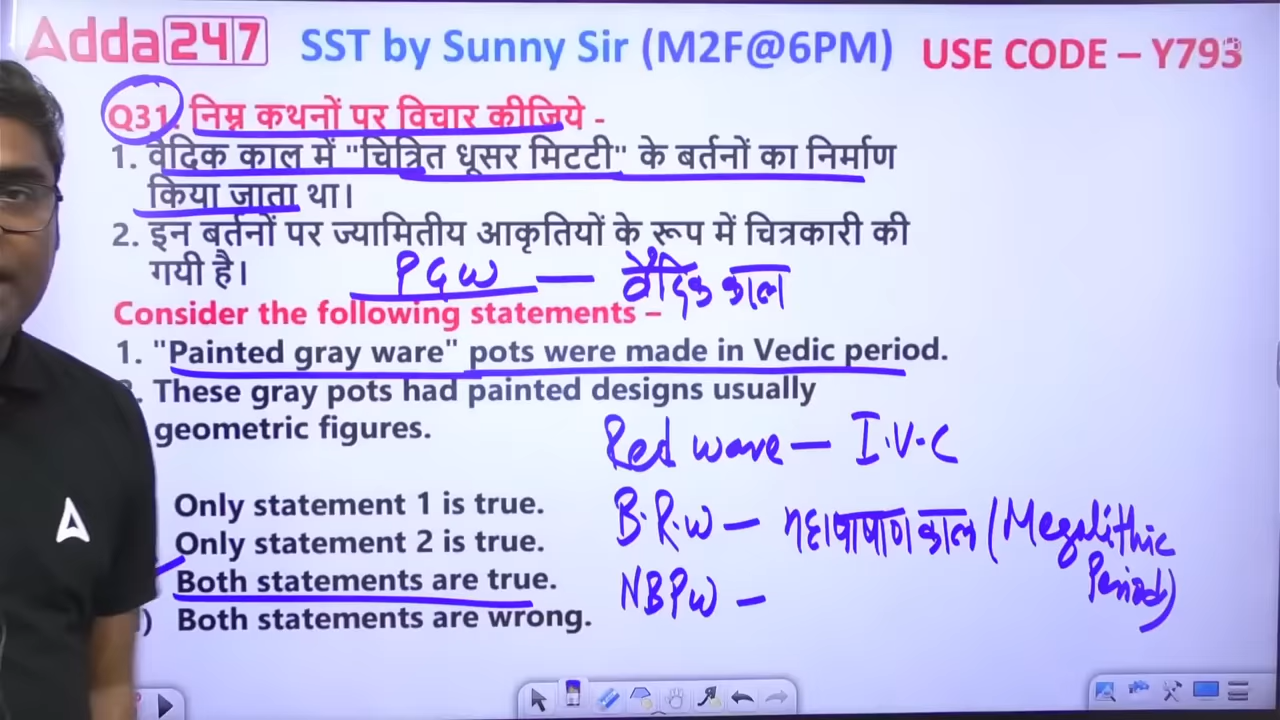 Adda247 SST by Sunny Sir (M2F@6PM) USE CODE – Y793
Q31. निम्न कथनों पर विचार कीजिये -
1. वैदिक काल में "चित्रित धूसर मिटटी" के बर्तनों का निर्माण
किया जाता था।
2. इन बर्तनों पर ज्यामितीय आकृतियों के रूप में चित्रकारी की
गयी है।
PGW — वैदिक काल
Consider the following statements –
1. "Painted gray ware" pots were made in Vedic period.
These gray pots had painted designs usually
geometric figures.
Red ware — I.V.C
Only statement 1 is true.
B.R.W — महापाषाण काल (Megalithic
Only statement 2 is true.
Period)
Both statements are true.
NBPW —
) Both statements are wrong.